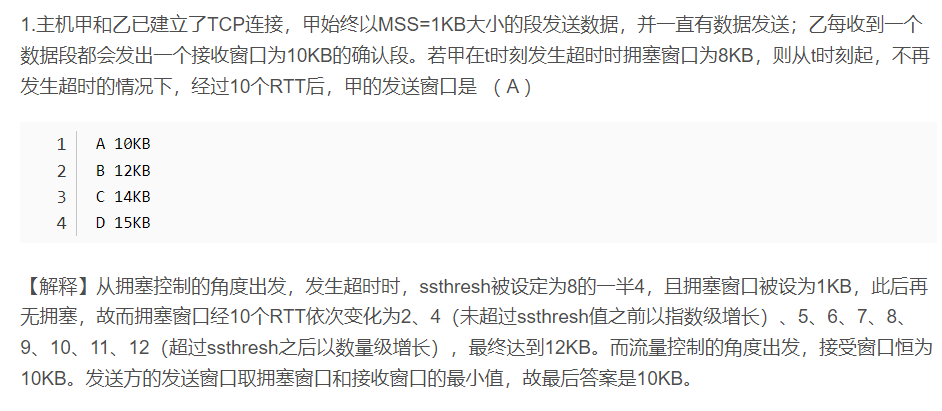 1.主机甲和乙已建立了TCP连接，甲始终以MSS=1KB大小的段发送数据，并一直有数据发送；乙每收到一个
数据段都会发出一个接收窗口为10KB的确认段。若甲在t时刻发生超时时拥塞窗口为8KB，则从t时刻起，不再
发生超时的情况下，经过10个RTT后，甲的发送窗口是 （ A ）
1 A 10KB
2 B 12KB
3 C 14KB
4 D 15KB
【解释】从拥塞控制的角度出发，发生超时时，ssthresh被设定为8的一半4，且拥塞窗口被设为1KB，此后再
无拥塞，故而拥塞窗口经10个RTT依次变化为2、4（未超过ssthresh值之前以指数级增长）、5、6、7、8、
9、10、11、12（超过ssthresh之后以数量级增长），最终达到12KB。而流量控制的角度出发，接受窗口恒为
10KB。发送方的发送窗口取拥塞窗口和接收窗口的最小值，故最后答案是10KB。